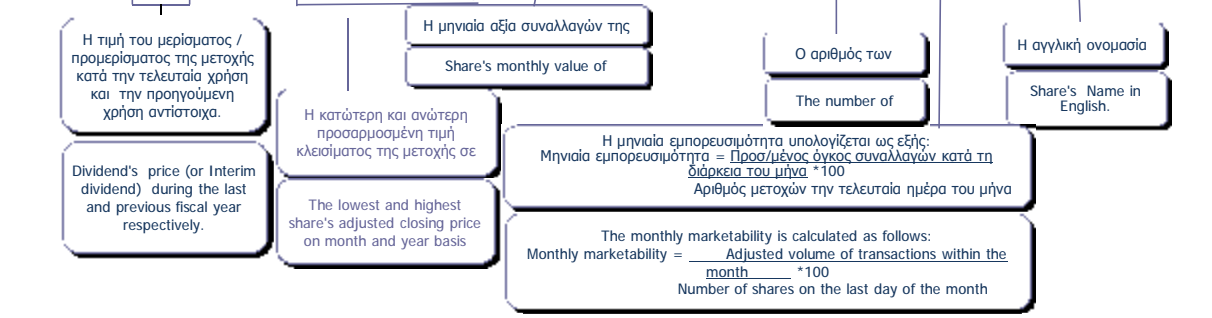 Η τιμή του μερίσματος /
προμερίσματος της μετοχής
κατά την τελευταία χρήση
και την προηγούμενη
χρήση αντίστοιχα.
Dividend's price (or Interim
dividend) during the last
and previous fiscal year
respectively.
Η κατώτερη και ανώτερη
προσαρμοσμένη τιμή
κλεισίματος της μετοχής σε
The lowest and highest
share's adjusted closing price
on month and year basis
Η μηνιαία αξία συναλλαγών της
Share's monthly value of
Ο αριθμός των
The number of
Η αγγλική ονομασία
Share's Name in
English.
Η μηνιαία εμπορευσιμότητα υπολογίζεται ως εξής:
Μηνιαία εμπορευσιμότητα = Προσ/μένος όγκος συναλλαγών κατά τη
διάρκεια του μήνα *100
Αριθμός μετοχών την τελευταία ημέρα του μήνα
The monthly marketability is calculated as follows:
Monthly marketability = Adjusted volume of transactions within the
month *100
Number of shares on the last day of the month